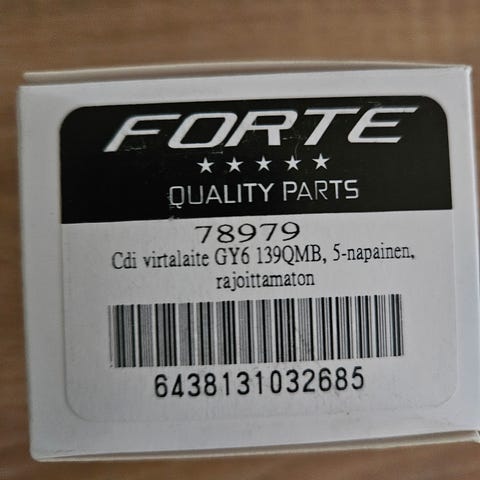 FORTE
QUALITY PARTS
78979
Cdi virtalaite GY6 139QMB, 5-napainen,
rajoittamaton
6438131032685